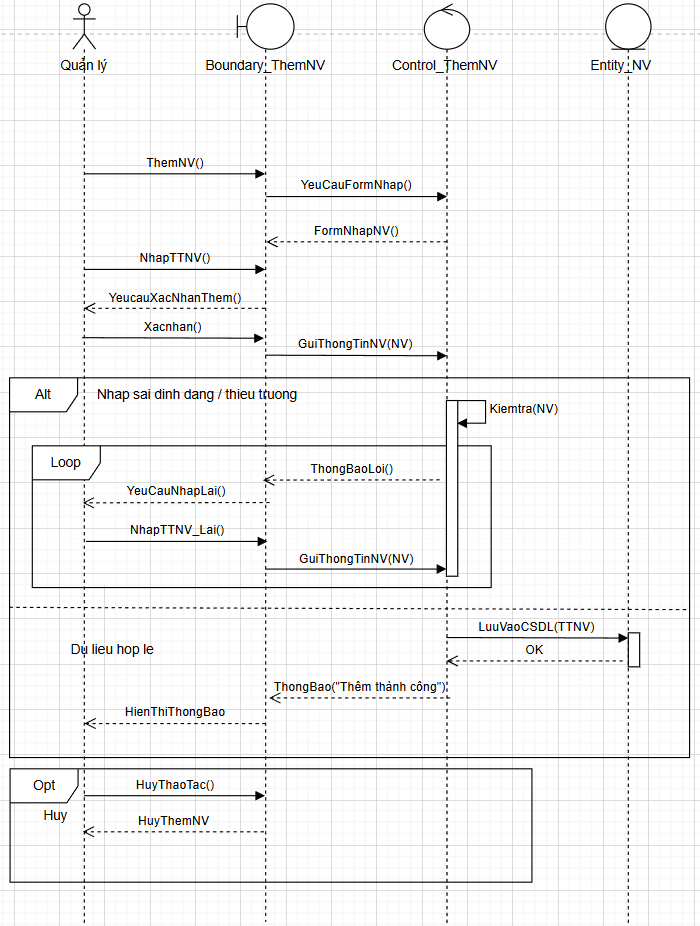 Quản lý
Boundary_ThemNV
Control_ThemNV
Entity_NV
ThemNV()
YeuCauFormNhap()
FormNhapNV()
NhapTTNV()
YeucauXacNhanThem()
Xacnhan()
GuiThongTinNV(NV)
Alt
Nhap sai dinh dang / thieu truong
Kiemtra(NV)
Loop
ThongBaoLoi()
YeuCauNhapLai()
NhapTTNV_Lai()
GuiThongTinNV(NV)
LuuVaoCSDL(TTNV)
Du lieu hop le
OK
ThongBao("Thêm thành công")
HienThiThongBao
Opt
HuyThaoTac()
Huy
HuyThemNV